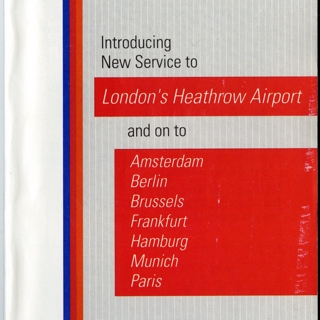 Introducing
New Service to
London's Heathrow Airport
and on to
Amsterdam
Berlin
Brussels
Frankfurt
Hamburg
Munich
Paris